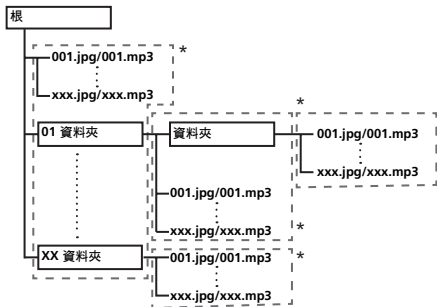 根
001.jpg/001.mp3
*
xxx.jpg/xxx.mp3
01 資料夾
資料夾
*
001.jpg/001.mp3
*
xxx.jpg/xxx.mp3
001.jpg/001.mp3
xxx.jpg/xxx.mp3
*
XX 資料夾
001.jpg/001.mp3
*
xxx.jpg/xxx.mp3